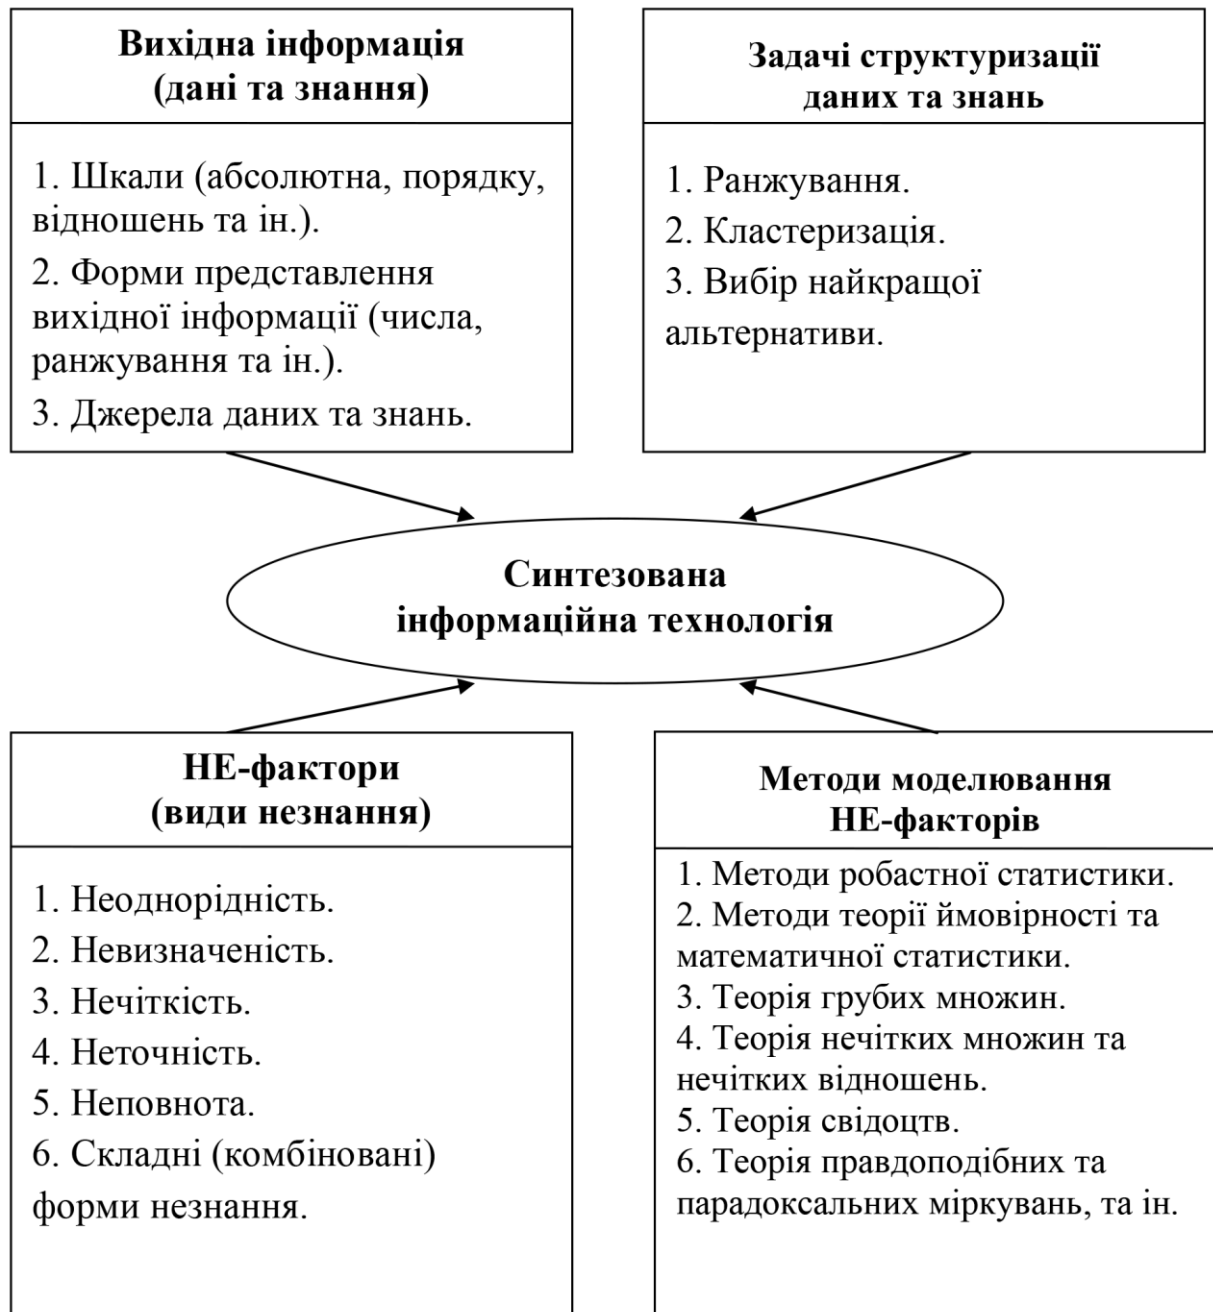 Вихідна інформація
(дані та знання)
1. Шкали (абсолютна, порядку,
відношень та ін.).
2. Форми представлення
вихідної інформації (числа,
ранжування та ін.).
3. Джерела даних та знань.
Задачі структуризації
даних та знань
1. Ранжування.
2. Кластеризація.
3. Вибір найкращої
альтернативи.
Синтезована
інформаційна технологія
НЕ-фактори
(види незнання)
1. Неоднорідність.
2. Невизначеність.
3. Нечіткість.
4. Неточність.
5. Неповнота.
6. Складні (комбіновані)
форми незнання.
Методи моделювання
НЕ-факторів
1. Методи робастної статистики.
2. Методи теорії ймовірності та
математичної статистики.
3. Теорія грубих множин.
4. Теорія нечітких множин та
нечітких відношень.
5. Теорія свідоцтв.
6. Теорія правдоподібних та
парадоксальних міркувань, та ін.